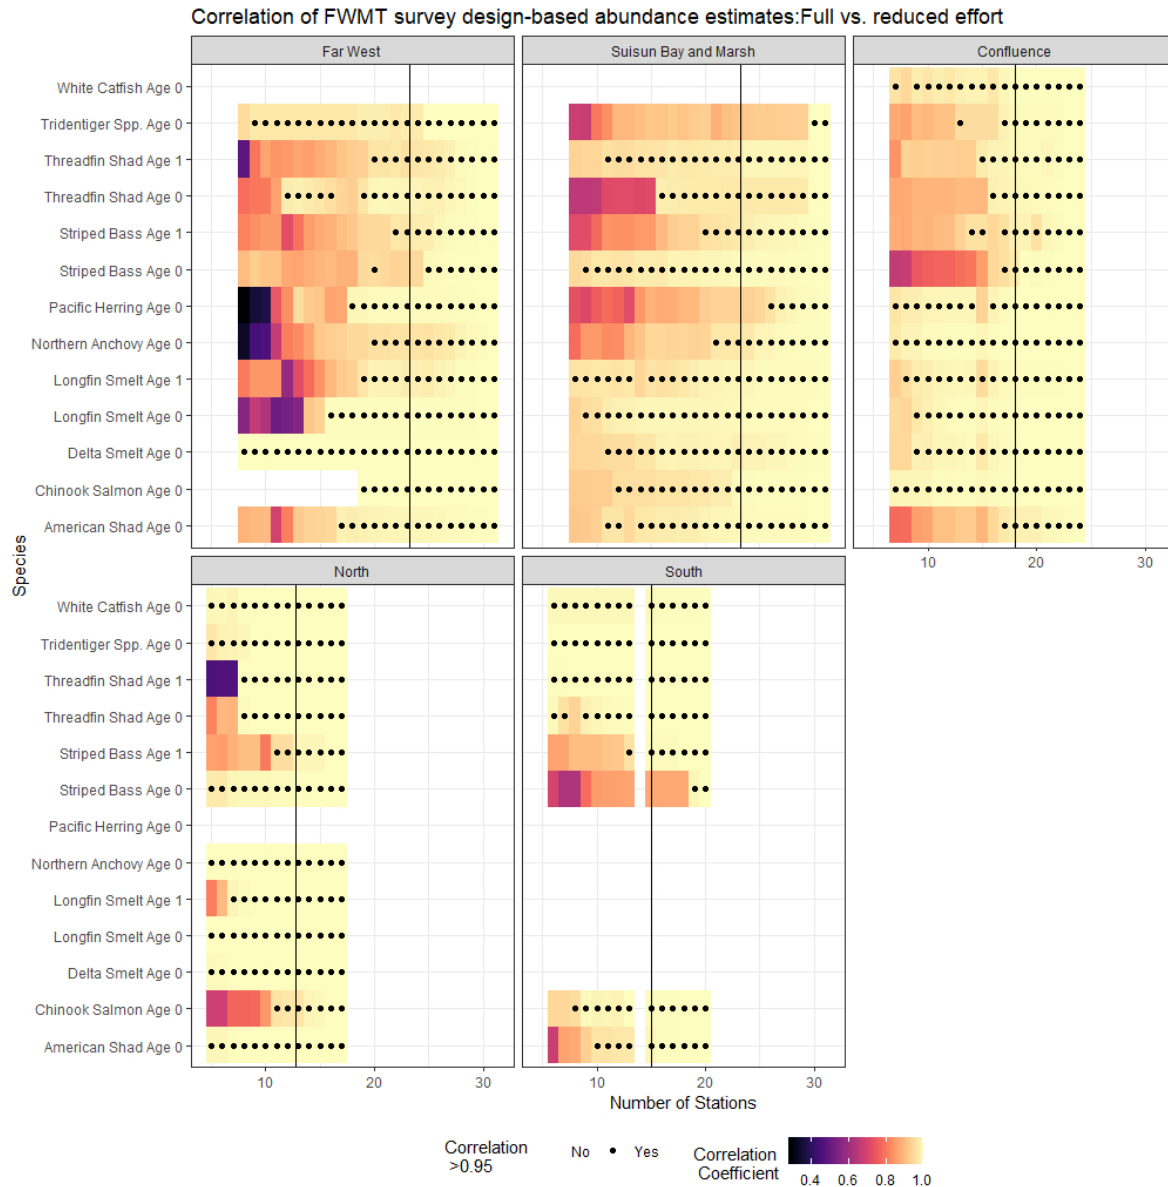 Correlation of FWMT survey design-based abundance estimates:Full vs. reduced effort
Far West
Suisun Bay and Marsh
Confluence
White Catfish Age 0
Tridentiger Spp. Age 0
Threadfin Shad Age 1
Threadfin Shad Age 0
Striped Bass Age 1
Striped Bass Age 0
Pacific Herring Age 0
Northern Anchovy Age 0
Longfin Smelt Age 1
Longfin Smelt Age 0
Delta Smelt Age 0
Chinook Salmon Age 0
American Shad Age 0
10 20 30
Species
North
South
White Catfish Age 0
Tridentiger Spp. Age 0
Threadfin Shad Age 1
Threadfin Shad Age 0
Striped Bass Age 1
Striped Bass Age 0
Pacific Herring Age 0
Northern Anchovy Age 0
Longfin Smelt Age 1
Longfin Smelt Age 0
Delta Smelt Age 0
Chinook Salmon Age 0
American Shad Age 0
10 20 30
10 20 30
Number of Stations
Correlation
>0.95
No
Yes
Correlation
Coefficient
0.4 0.6 0.8 1.0